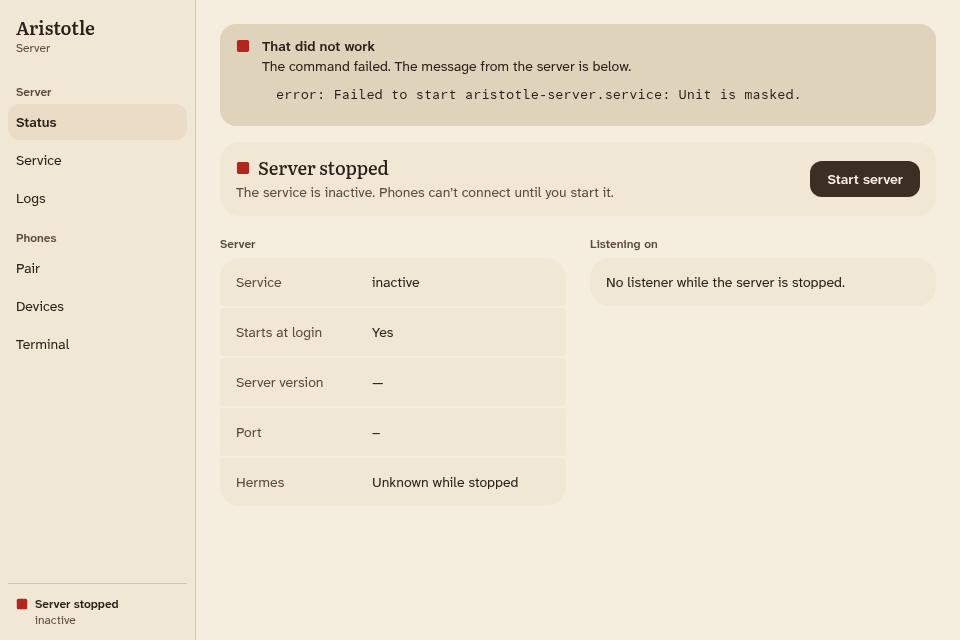 Aristotle
Server
Server
Status
Service
Logs
Phones
Pair
Devices
Terminal
Server stopped
inactive
That did not work
The command failed. The message from the server is below.
error: Failed to start aristotle-server.service: Unit is masked.
Server stopped
The service is inactive. Phones can't connect until you start it.
Start server
Server
Service inactive
Starts at login Yes
Server version —
Port —
Hermes Unknown while stopped
Listening on
No listener while the server is stopped.